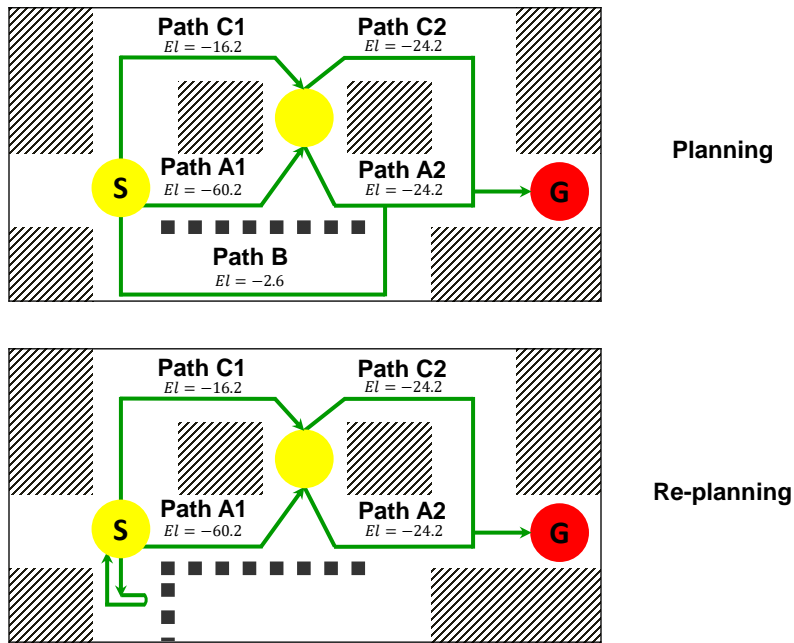 Path C1
El = −16.2
Path C2
El = −24.2
Path A1
El = −60.2
Path A2
El = −24.2
S
G
Path B
El = −2.6
Planning
Path C1
El = −16.2
Path C2
El = −24.2
Path A1
El = −60.2
Path A2
El = −24.2
S
G
Re-planning